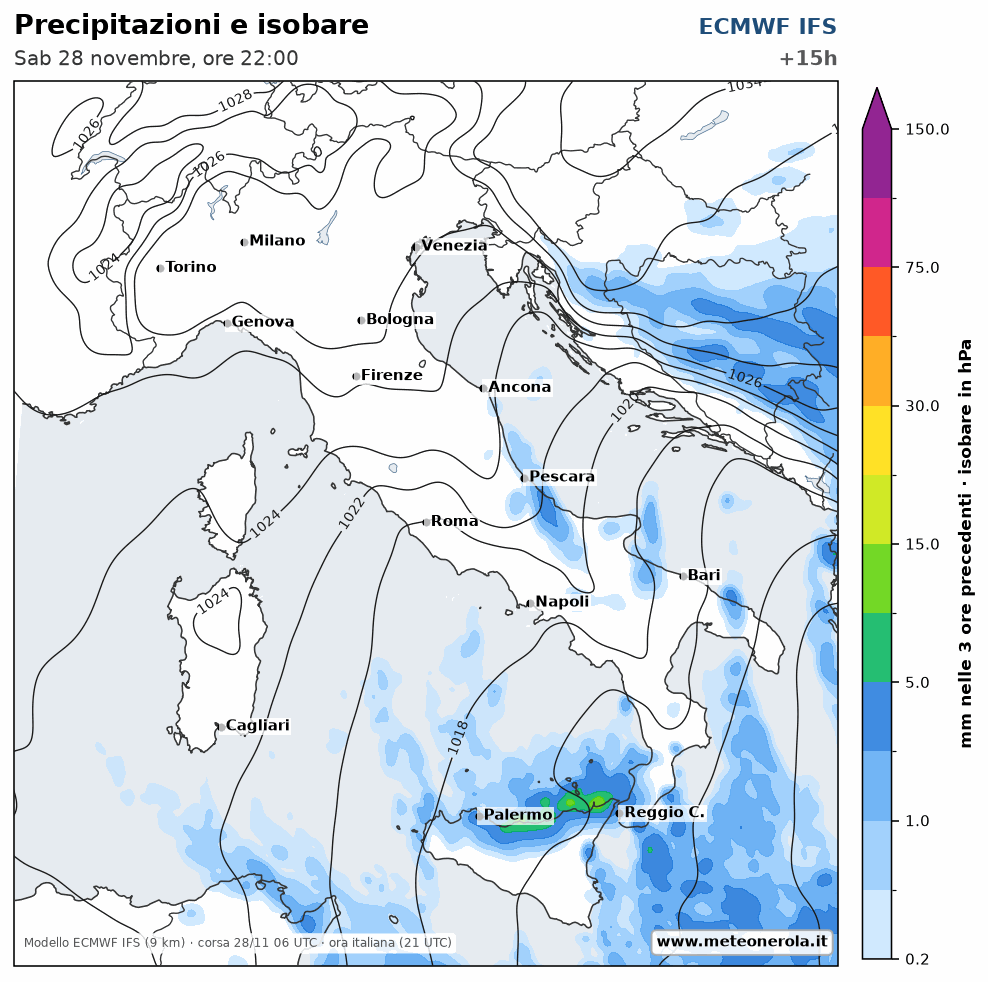 Precipitazioni e isobare
ECMWF IFS
Sab 28 novembre, ore 22:00
+15h
1028
1034
1026
1026
1024
Milano
Venezia
Torino
Genova
Bologna
Firenze
Ancona
1026
Pescara
1024
1022
Roma
Bari
Napoli
1024
Cagliari
1018
Palermo
Reggio C.
150.0
75.0
30.0
15.0
5.0
1.0
0.2
mm nelle 3 ore precedenti · isobare in hPa
Modello ECMWF IFS (9 km) · corsa 28/11 06 UTC · ora italiana (21 UTC)
www.meteonerola.it